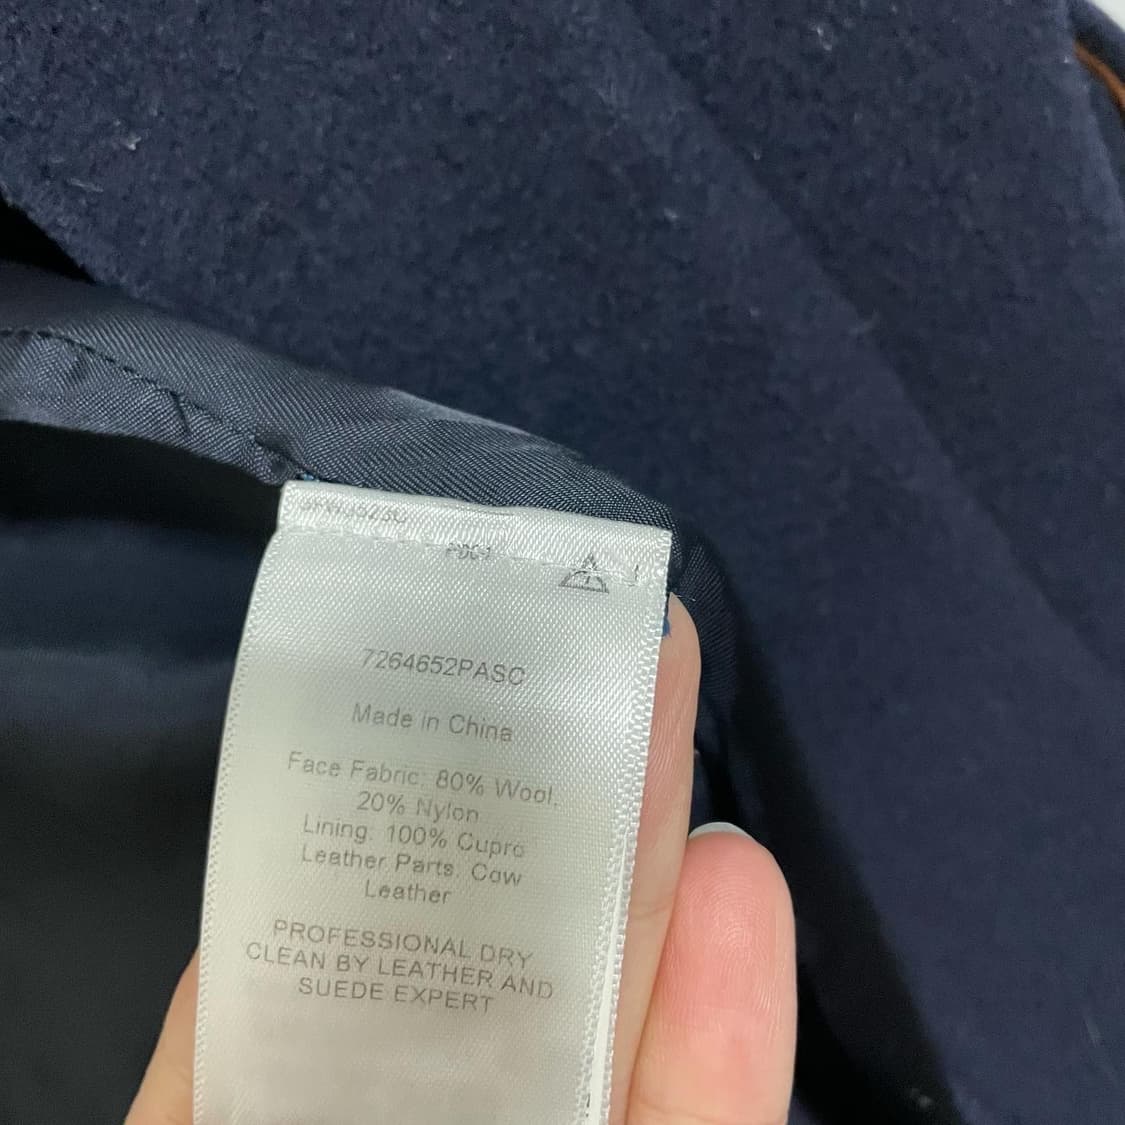 7264652PASC
Made in China
Face Fabric: 80% Wool,
20% Nylon
Lining: 100% Cupro
Leather Parts: Cow
Leather
PROFESSIONAL DRY
CLEAN BY LEATHER AND
SUEDE EXPERT